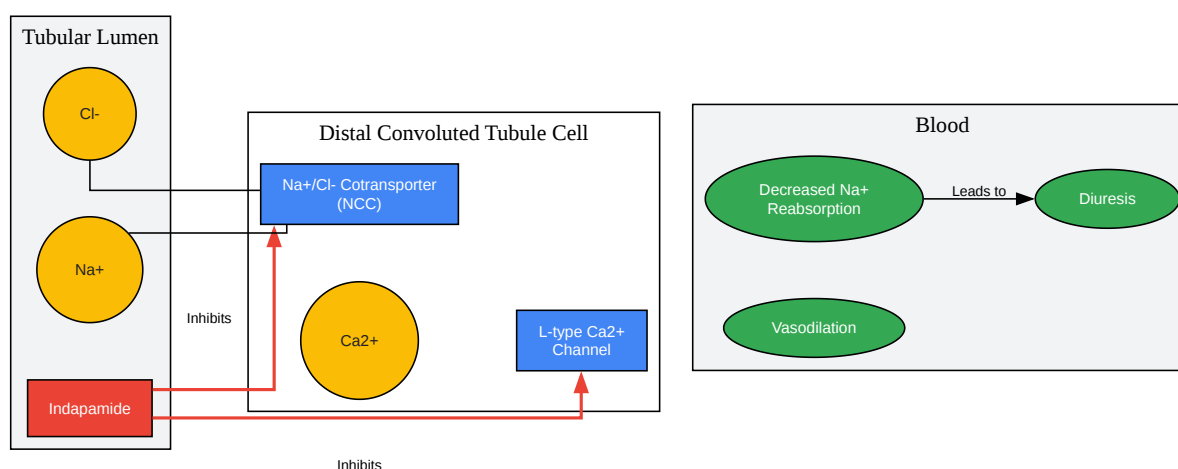 Tubular Lumen
Cl-
Na+
Indapamide
Inhibits
Inhibits
Distal Convoluted Tubule Cell
Na+/Cl- Cotransporter
(NCC)
Ca2+
L-type Ca2+
Channel
Blood
Decreased Na+
Reabsorption
Leads to
Diuresis
Vasodilation